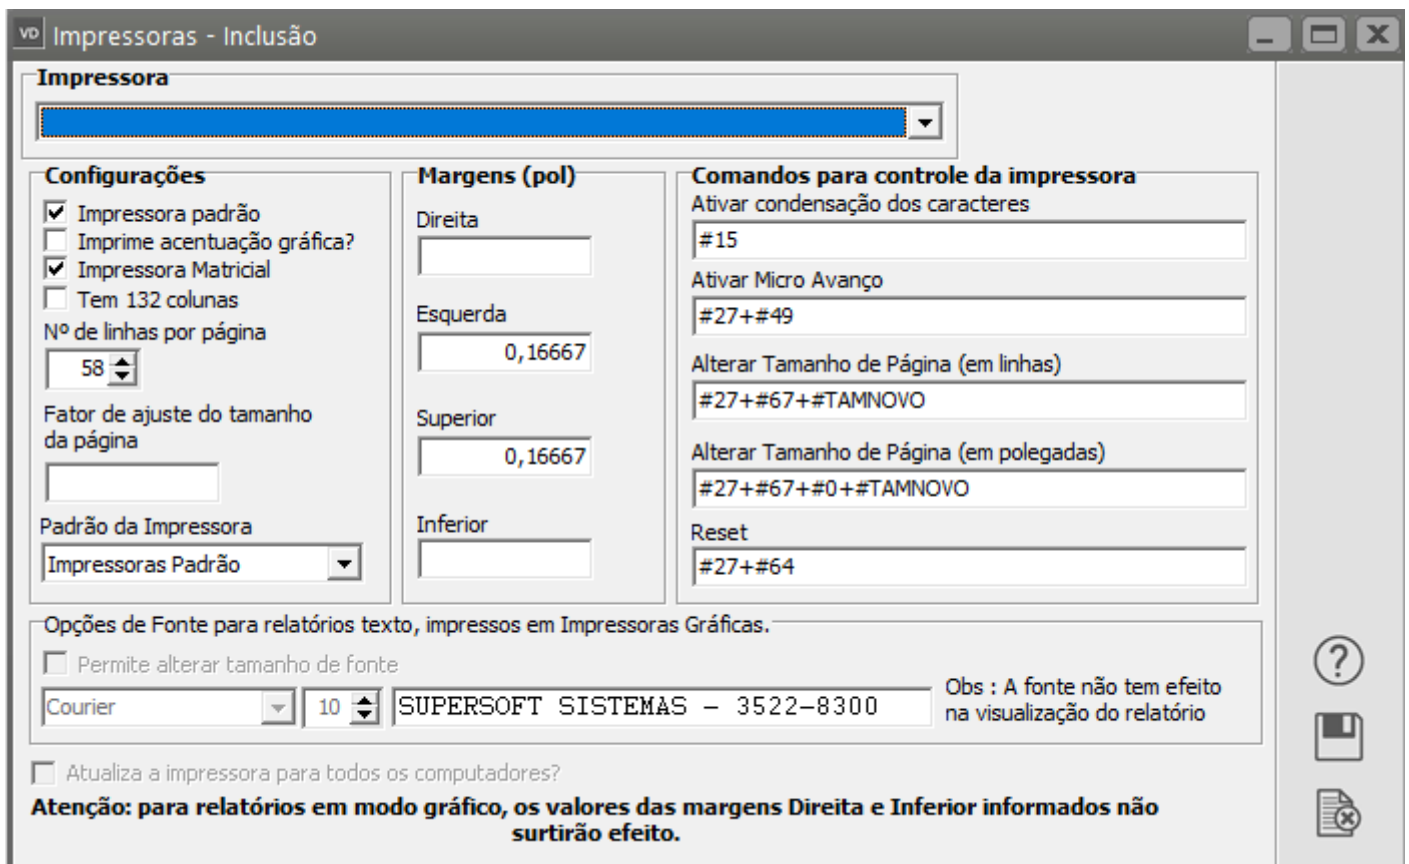 VD Impressoras - Inclusão
Impressora
Configurações
Impressora padrão
Imprime acentuação gráfica?
Impressora Matricial
Tem 132 colunas
Nº de linhas por página
58
Fator de ajuste do tamanho
da página
Padrão da Impressora
Impressoras Padrão
Margens (pol)
Direita
Esquerda
0,16667
Superior
0,16667
Inferior
Comandos para controle da impressora
Ativar condensação dos caracteres
#15
Ativar Micro Avanço
#27+#49
Alterar Tamanho de Página (em linhas)
#27+#67+#TAMNOVO
Alterar Tamanho de Página (em polegadas)
#27+#67+#0+#TAMNOVO
Reset
#27+#64
Opções de Fonte para relatórios texto, impressos em Impressoras Gráficas.
Permite alterar tamanho de fonte
Courier
10
SUPERSOFT SISTEMAS - 3522-8300
Obs : A fonte não tem efeito
na visualização do relatório
Atualiza a impressora para todos os computadores?
Atenção: para relatórios em modo gráfico, os valores das margens Direita e Inferior informados não
surtirão efeito.